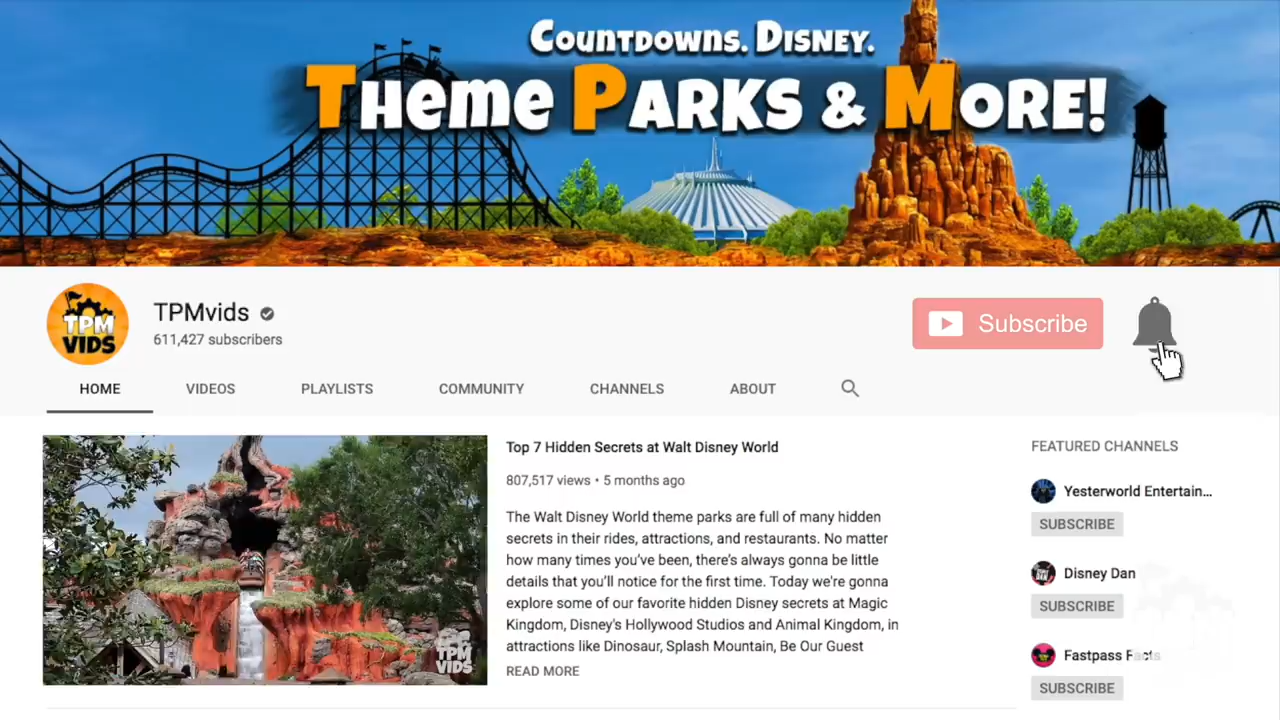 COUNTDOWNS. DISNEY.
THEME PARKS & MORE!
TPM
VIDS
TPMvids
611,427 subscribers
Subscribe
HOME
VIDEOS
PLAYLISTS
COMMUNITY
CHANNELS
ABOUT
Top 7 Hidden Secrets at Walt Disney World
807,517 views • 5 months ago
The Walt Disney World theme parks are full of many hidden
secrets in their rides, attractions, and restaurants. No matter
how many times you've been, there's always gonna be little
details that you'll notice for the first time. Today we're gonna
explore some of our favorite hidden Disney secrets at Magic
Kingdom, Disney's Hollywood Studios and Animal Kingdom, in
attractions like Dinosaur, Splash Mountain, Be Our Guest
READ MORE
TPM
VIDS
FEATURED CHANNELS
Yesterworld Entertain...
SUBSCRIBE
Disney Dan
SUBSCRIBE
Fastpass Facts
SUBSCRIBE